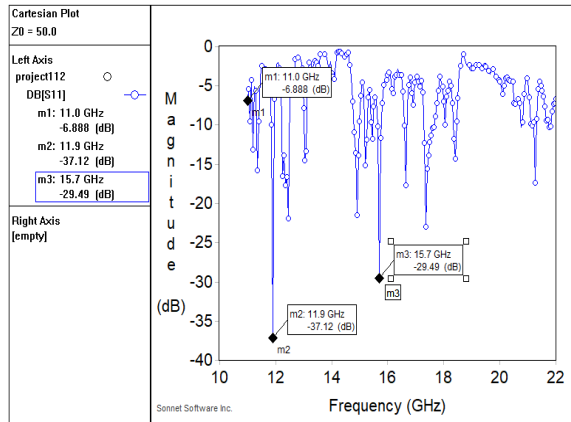 Cartesian Plot
Z0 = 50.0
Left Axis
project112
DB[S11]
m1: 11.0 GHz
-6.888 (dB)
m2: 11.9 GHz
-37.12 (dB)
m3: 15.7 GHz
-29.49 (dB)
Right Axis
[empty]
Magnitude
(dB)
0
-5
-10
-15
-20
-25
-30
-35
-40
m1: 11.0 GHz
-6.888 (dB)
m1
m3: 15.7 GHz
-29.49 (dB)
m3
m2: 11.9 GHz
-37.12 (dB)
m2
10
12
14
16
18
20
22
Sonnet Software Inc.
Frequency (GHz)